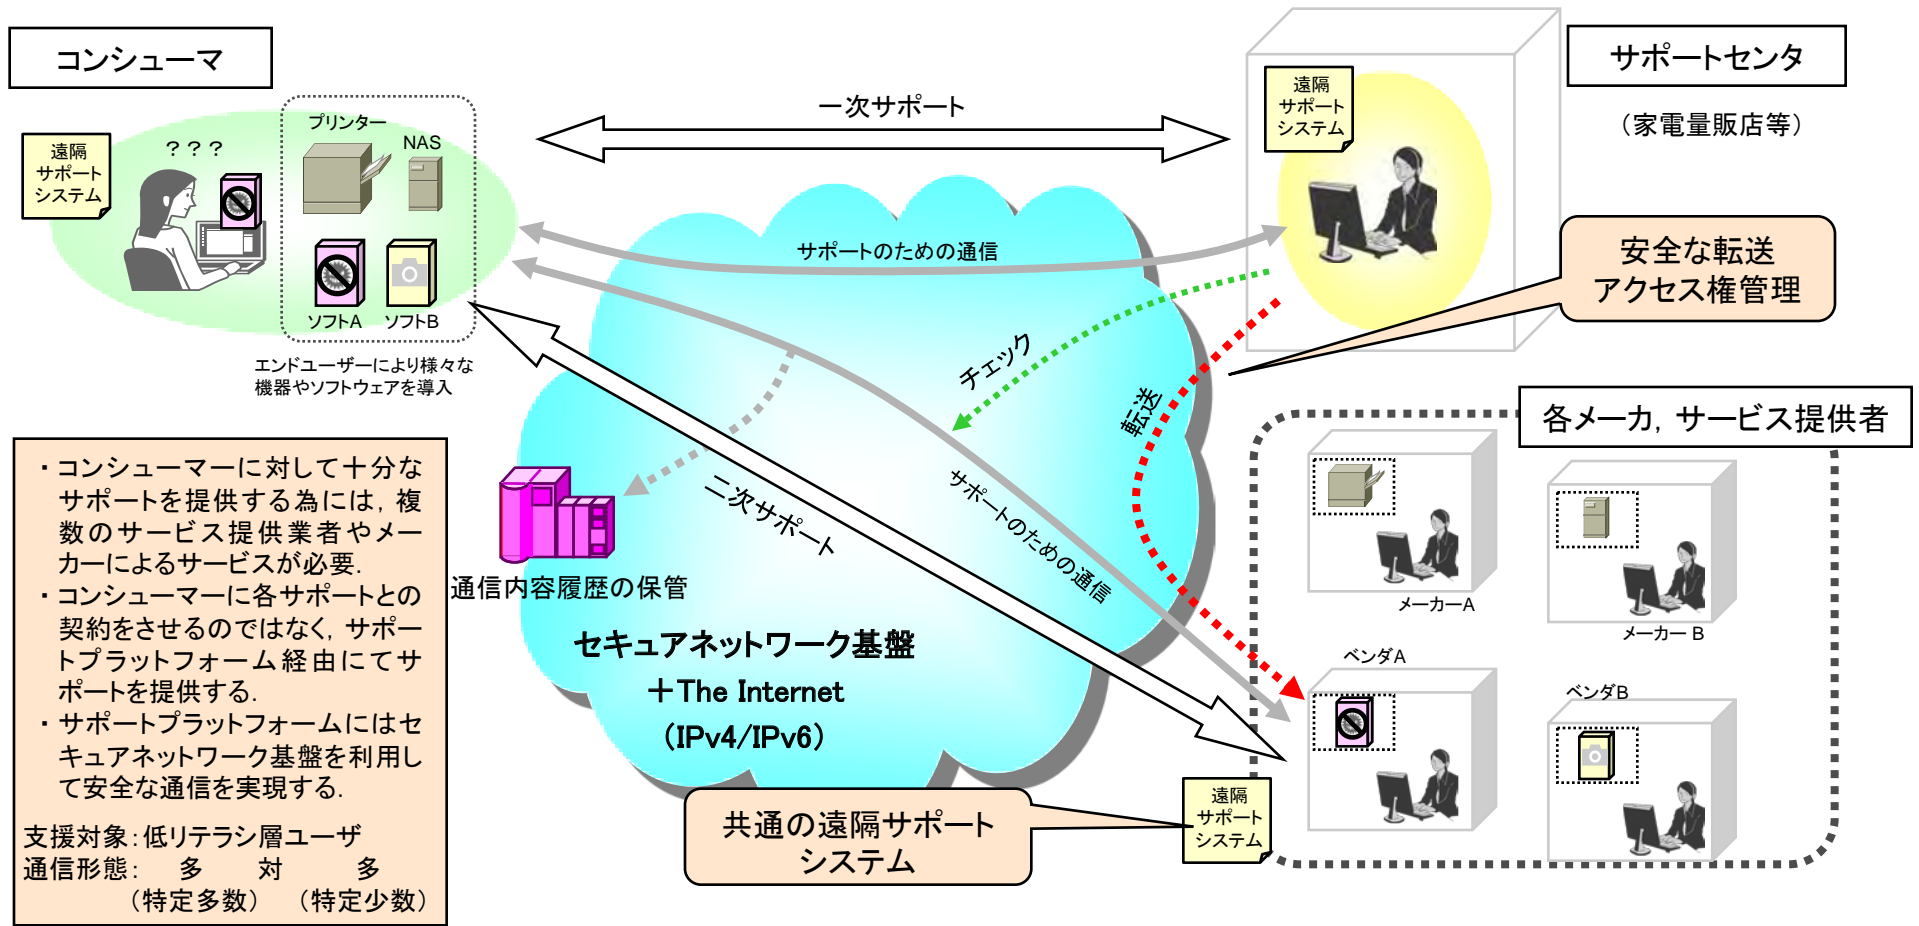 コンシューマ
サポートセンタ
（家電量販店等）
一次サポート
遠隔
サポート
システム
？？？
プリンター
NAS
ソフトA
ソフトB
エンドユーザーにより様々な
機器やソフトウェアを導入
遠隔
サポート
システム
サポートのための通信
安全な転送
アクセス権管理
チェック
転送
各メーカ，サービス提供者
・コンシューマーに対して十分な
サポートを提供する為には，複
数のサービス提供業者やメー
カーによるサービスが必要．
・コンシューマーに各サポートとの
契約をさせるのではなく，サポー
トプラットフォーム経由にてサ
ポートを提供する．
・サポートプラットフォームにはセ
キュアネットワーク基盤を利用し
て安全な通信を実現する．
支援対象：低リテラシ層ユーザ
通信形態：　多　　対　　多
（特定多数）　（特定少数）
二次サポート
サポートのための通信
通信内容履歴の保管
セキュアネットワーク基盤
＋The Internet
（IPv4/IPv6）
メーカーA
メーカー B
ベンダA
ベンダB
共通の遠隔サポート
システム
遠隔
サポート
システム